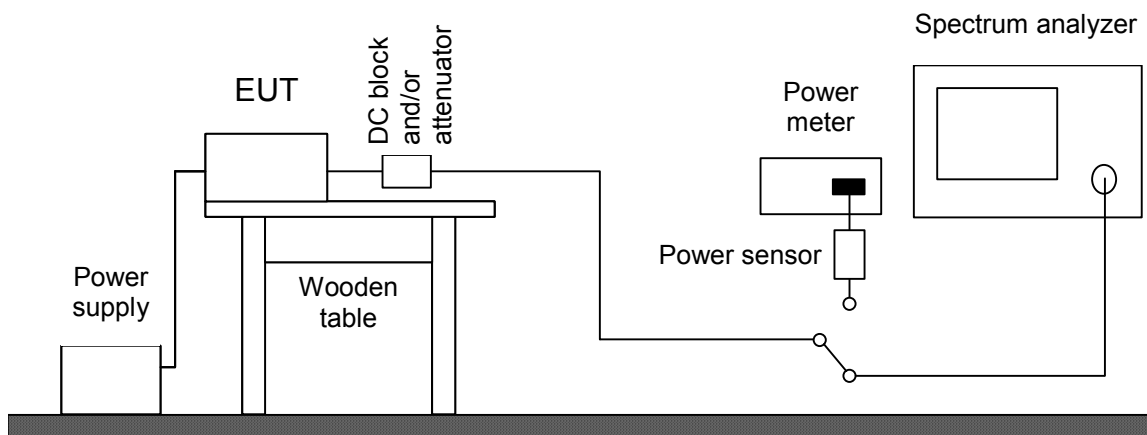 Spectrum analyzer
EUT
DC block
and/or
attenuator
Power
meter
Power sensor
Power
supply
Wooden
table